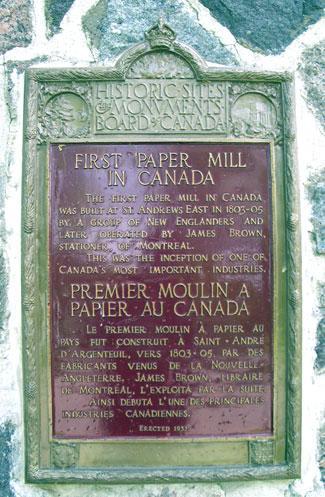 HISTORIC SITES
AND MONUMENTS
BOARD OF CANADA
FIRST PAPER MILL
IN CANADA
THE FIRST PAPER MILL IN CANADA
WAS BUILT AT ST. ANDREWS EAST IN 1803-05
BY A GROUP OF NEW ENGLANDERS AND
LATER OPERATED BY JAMES BROWN,
STATIONER, OF MONTREAL.
THIS WAS THE INCEPTION OF ONE OF
CANADA'S MOST IMPORTANT INDUSTRIES.
PREMIER MOULIN A
PAPIER AU CANADA
LE PREMIER MOULIN À PAPIER AU
PAYS FUT CONSTRUIT À SAINT-ANDRÉ
D'ARGENTEUIL, VERS 1803-05, PAR DES
FABRICANTS VENUS DE LA NOUVELLE-
ANGLETERRE. JAMES BROWN, LIBRAIRE
DE MONTRÉAL, L'EXPLOITA PAR LA SUITE.
AINSI DÉBUTA L'UNE DES PRINCIPALES
INDUSTRIES CANADIENNES.
ERECTED